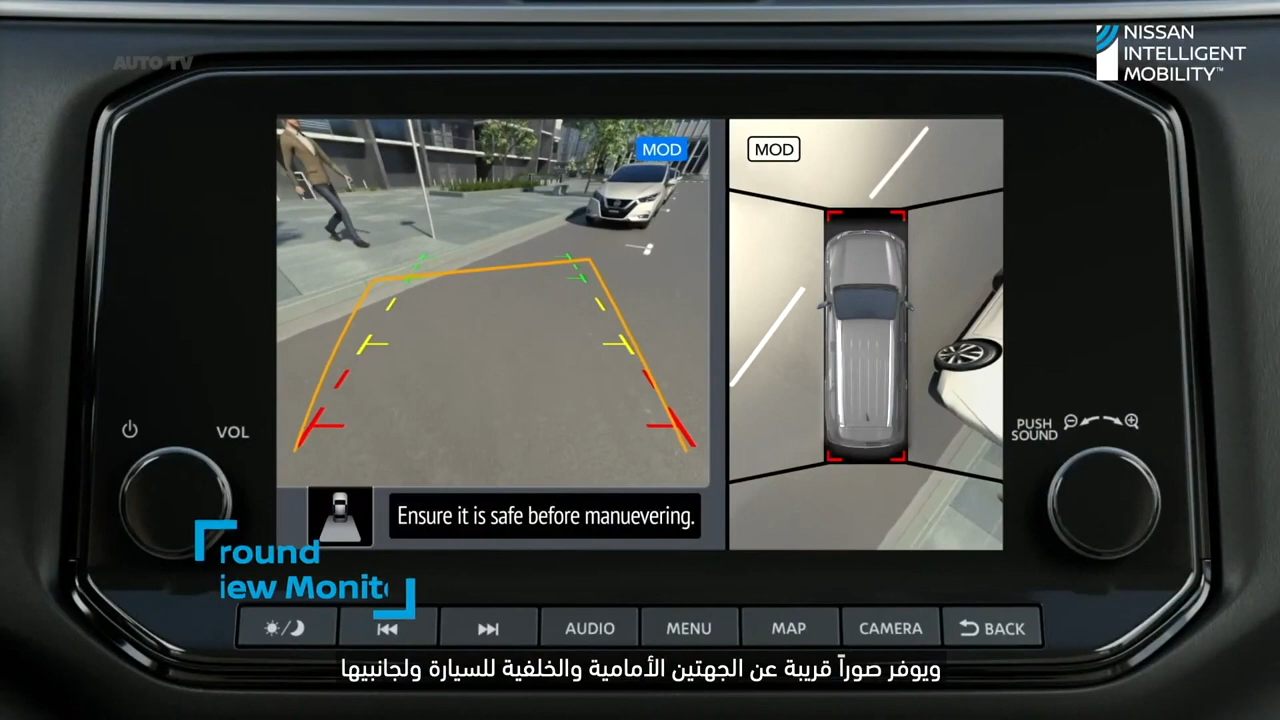 AUTO TV
NISSAN
INTELLIGENT
MOBILITY™
MOD
MOD
VOL
PUSH
SOUND
Ensure it is safe before manuevering.
round
iew Monit
AUDIO
MENU
MAP
CAMERA
BACK
ويوفر صوراً قريبة عن الجهتين الأمامية والخلفية للسيارة ولجانبيها